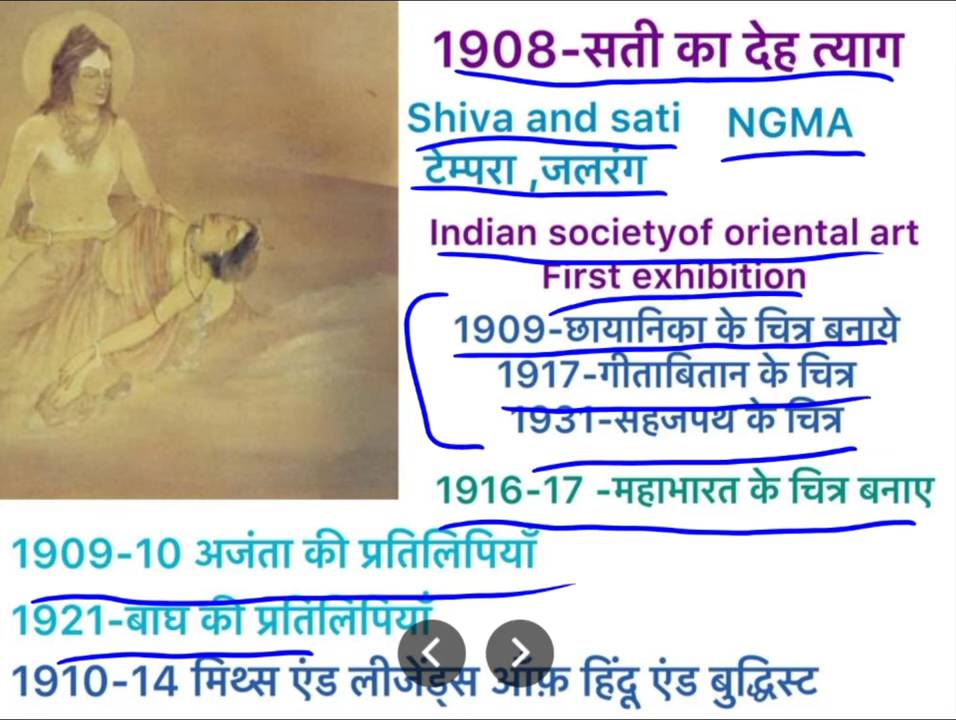 1908-सती का देह त्याग
Shiva and sati NGMA
टेम्परा ,जलरंग
Indian societyof oriental art
First exhibition
1909-छायानिका के चित्र बनाये
1917-गीताबितान के चित्र
1931-सहजपथ के चित्र
1916-17 -महाभारत के चित्र बनाए
1909-10 अजंता की प्रतिलिपियाँ
1921-बाघ की प्रतिलिपियाँ
1910-14 मिथ्स एंड लीजेंड्स ऑफ़ हिंदू एंड बुद्धिस्ट